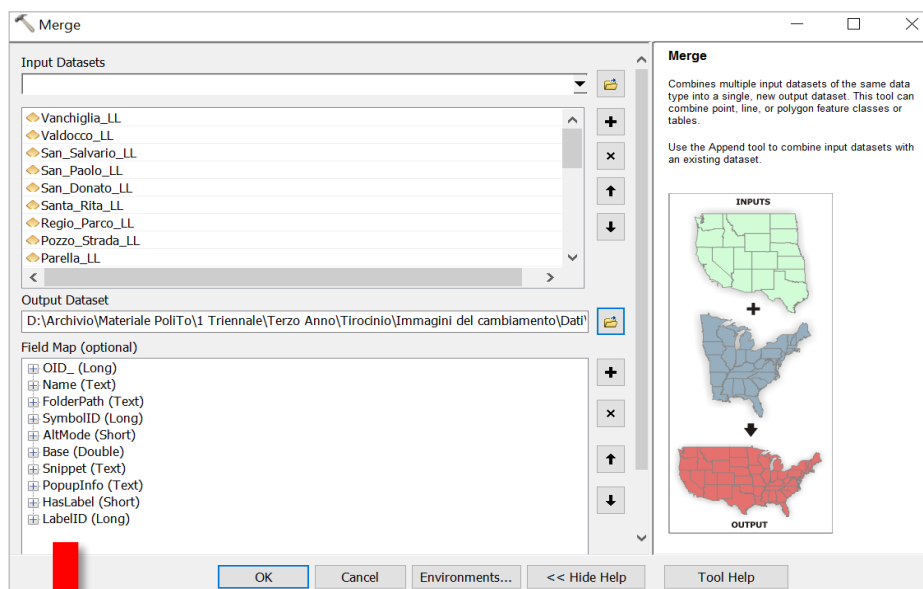 Merge
Input Datasets
Vanchiglia_LL
Valdocco_LL
San_Salvario_LL
San_Paolo_LL
San_Donato_LL
Santa_Rita_LL
Regio_Parco_LL
Pozzo_Strada_LL
Parella_LL
Output Dataset
D:\Archivio\Materiale PoliTo\1 Triennale\Terzo Anno\Tirocinio\Immagini del cambiamento\Dati\
Field Map (optional)
OID_ (Long)
Name (Text)
FolderPath (Text)
SymbolID (Long)
AltMode (Short)
Base (Double)
Snippet (Text)
PopupInfo (Text)
HasLabel (Short)
LabelID (Long)
OK
Cancel
Environments...
<< Hide Help
Tool Help
Merge
Combines multiple input datasets of the same data
type into a single, new output dataset. This tool can
combine point, line, or polygon feature classes or
tables.
Use the Append tool to combine input datasets with
an existing dataset.
INPUTS
OUTPUT